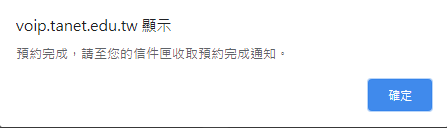 voip.tanet.edu.tw 顯示
預約完成，請至您的信件匣收取預約完成通知。
確定